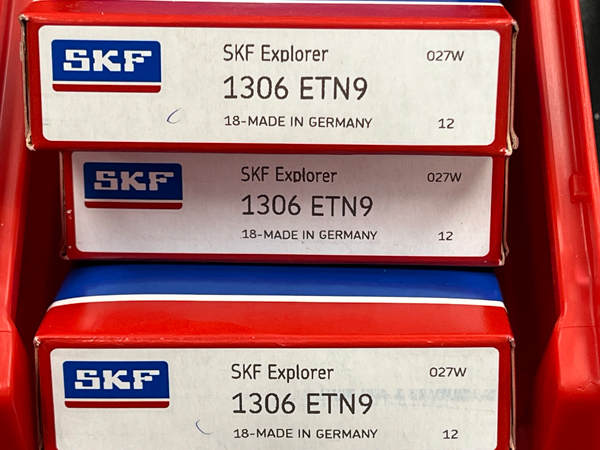 SKF
SKF Explorer 027W
1306 ETN9
18-MADE IN GERMANY 12
SKF
SKF Explorer 027W
1306 ETN9
18-MADE IN GERMANY 12
SKF
SKF Explorer 027W
1306 ETN9
18-MADE IN GERMANY 12